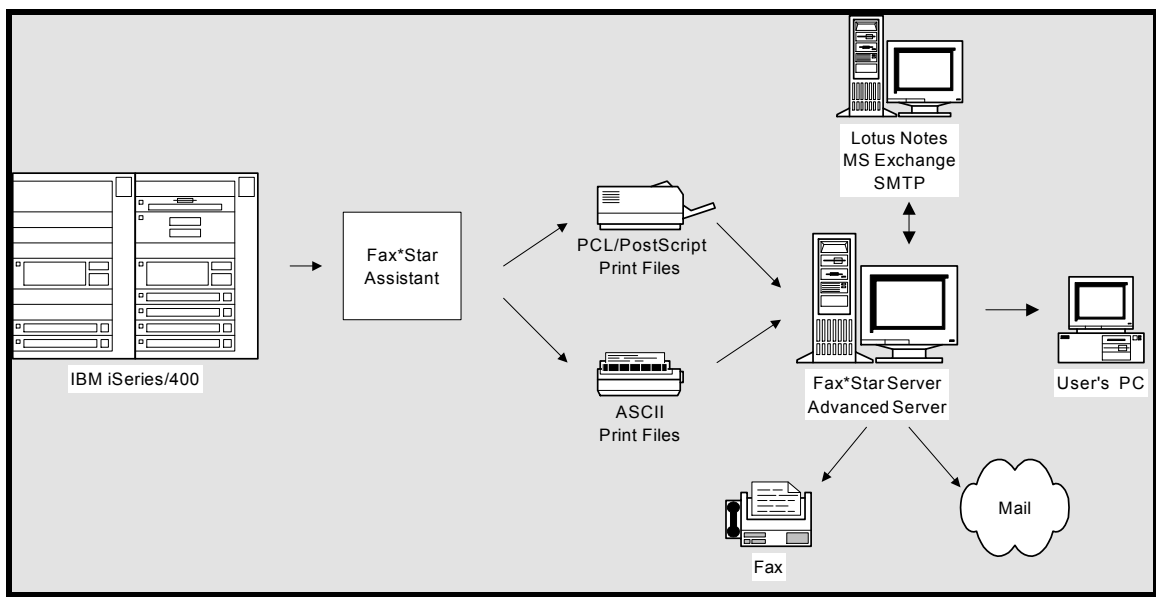 Lotus Notes
MS Exchange
SMTP
Fax*Star
Assistant
PCL/PostScript
Print Files
IBM iSeries/400
ASCII
Print Files
Fax*Star Server
Advanced Server
User's PC
Mail
Fax